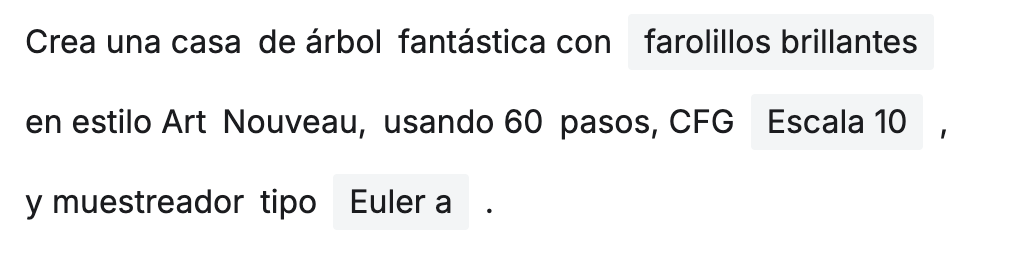 Crea una casa de árbol fantástica con farolillos brillantes
en estilo Art Nouveau, usando 60 pasos, CFG Escala 10 ,
y muestreador tipo Euler a .